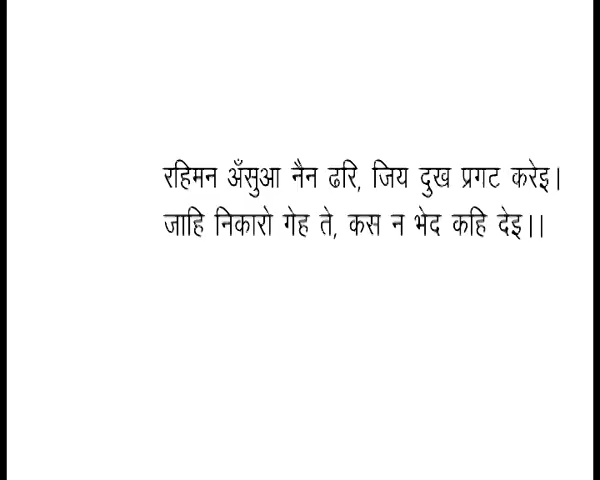 रहिमन अँसुआ नैन ढरि, जिय दुख प्रगट करेइ।
जाहि निकारो गेह ते, कस न भेद कहि देइ।।